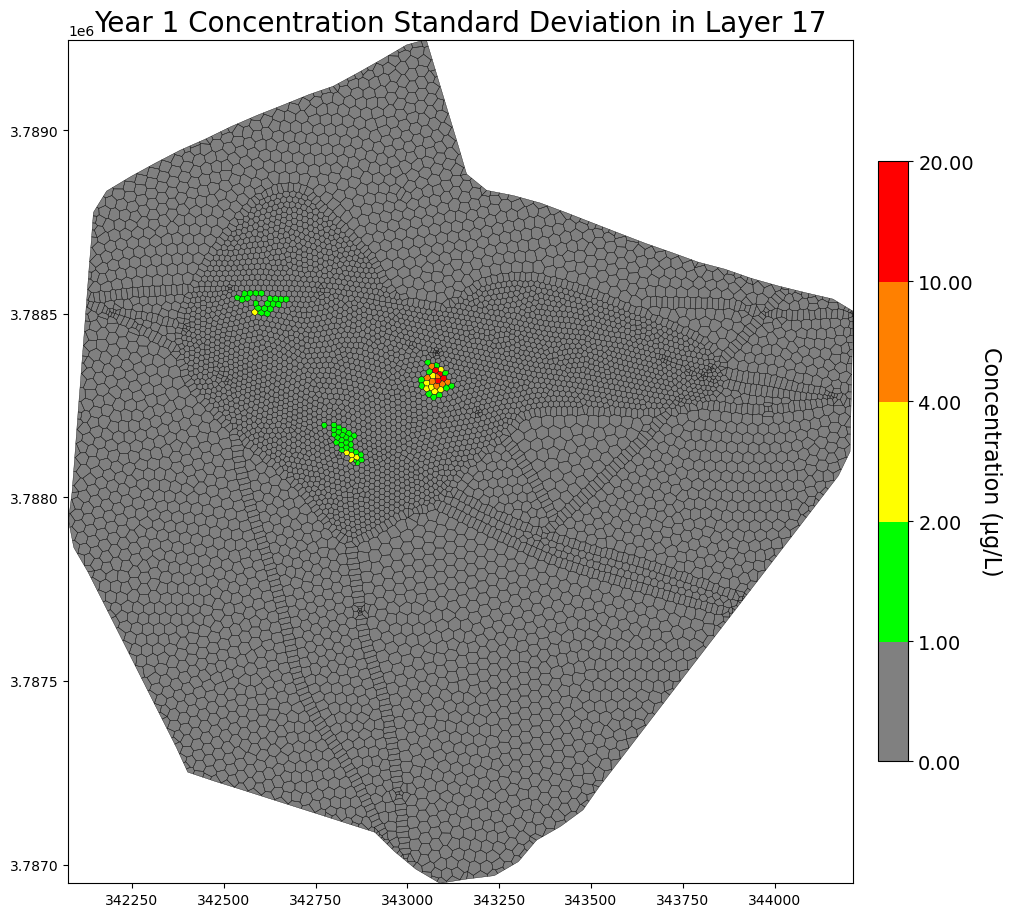 Year 1 Concentration Standard Deviation in Layer 17
1e6
3.7890
3.7885
3.7880
3.7875
3.7870
342250 342500 342750 343000 343250 343500 343750 344000
20.00
10.00
4.00
2.00
1.00
0.00
Concentration (µg/L)